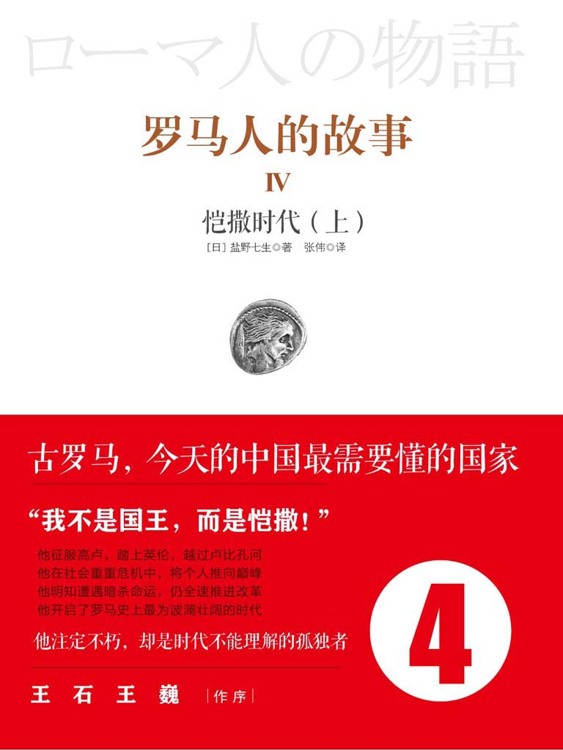 ローマ人の物語
罗马人的故事
IV
恺撒时代（上）
［日］盐野七生◎著 张伟◎译
古罗马，今天的中国最需要懂的国家
“我不是国王，而是恺撒！”
他征服高卢，踏上英伦，越过卢比孔河
他在社会重重危机中，将个人推向巅峰
他明知遭遇暗杀命运，仍全速推进改革
他开启了罗马史上最为波澜壮阔的时代
他注定不朽，却是时代不能理解的孤独者
4
王 石 王 巍 |作 序|